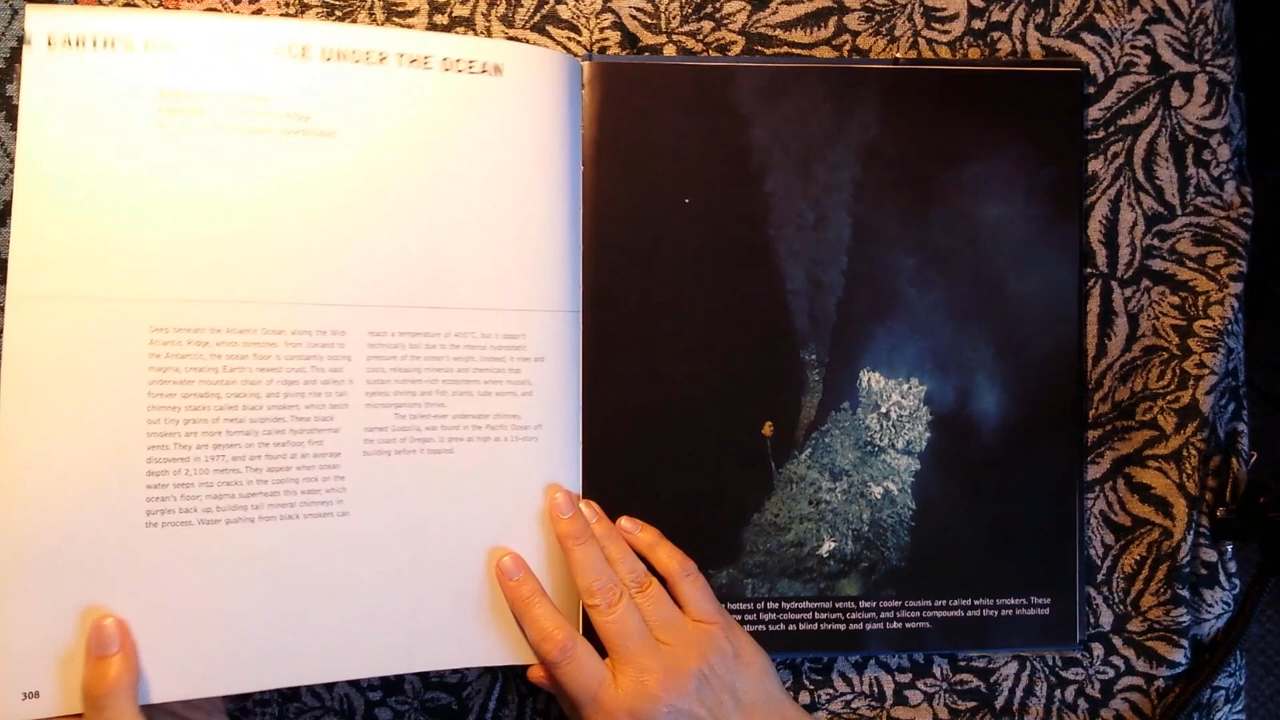 EARTH'S UNDER THE OCEAN
Deep beneath the Atlantic Ocean, along the Mid-
Atlantic Ridge, which stretches from Iceland to
the Antarctic, the ocean floor is constantly oozing
magma, creating Earth's newest crust. This vast
underwater mountain chain of ridges and valleys is
forever spreading, cracking, and giving rise to tall
chimney stacks called black smokers, which belch
out tiny grains of metal sulphides. These black
smokers are more formally called hydrothermal
vents. They are geysers on the seafloor, first
discovered in 1977, and are found at an average
depth of 2,100 metres. They appear when ocean
water seeps into cracks in the cooling rock on the
ocean's floor; magma superheats this water, which
gurgles back up, building tall mineral chimneys in
the process. Water gushing from black smokers can
reach a temperature of 400°C, but it doesn't
technically boil due to the intense hydrostatic
pressure of the ocean's weight. Instead, it rises and
cools, releasing minerals and chemicals that
sustain nutrient-rich ecosystems where mussels,
eyeless shrimp and fish, plants, tube worms, and
microorganisms thrive.
The tallest-ever underwater chimney,
named Godzilla, was found in the Pacific Ocean off
the coast of Oregon. It grew as high as a 15-story
building before it toppled.
308
hottest of the hydrothermal vents, their cooler cousins are called white smokers. These
out light-coloured barium, calcium, and silicon compounds and they are inhabited
such as blind shrimp and giant tube worms.